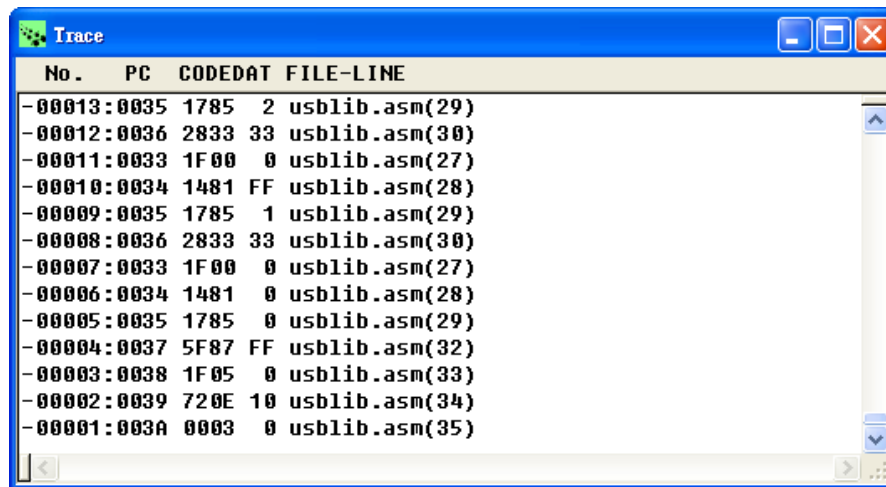 Trace
No. PC CODEDAT FILE-LINE
-00013:0035 1785 2 usblib.asm(29)
-00012:0036 2833 33 usblib.asm(30)
-00011:0033 1F00 0 usblib.asm(27)
-00010:0034 1481 FF usblib.asm(28)
-00009:0035 1785 1 usblib.asm(29)
-00008:0036 2833 33 usblib.asm(30)
-00007:0033 1F00 0 usblib.asm(27)
-00006:0034 1481 0 usblib.asm(28)
-00005:0035 1785 0 usblib.asm(29)
-00004:0037 5F87 FF usblib.asm(32)
-00003:0038 1F05 0 usblib.asm(33)
-00002:0039 720E 10 usblib.asm(34)
-00001:003A 0003 0 usblib.asm(35)